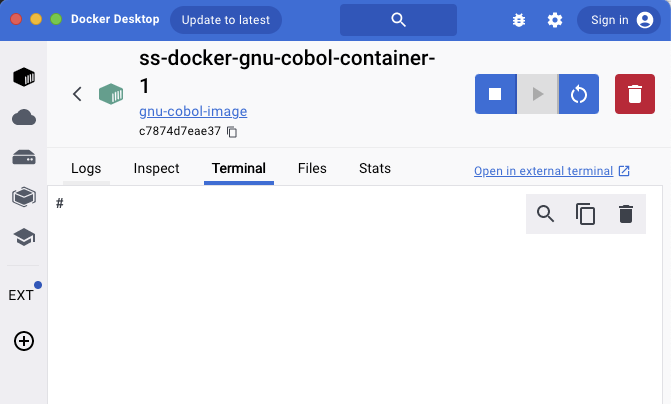 Docker Desktop
Update to latest
Sign in
ss-docker-gnu-cobol-container-
1
gnu-cobol-image
c7874d7eae37
Logs
Inspect
Terminal
Files
Stats
Open in external terminal
#
EXT